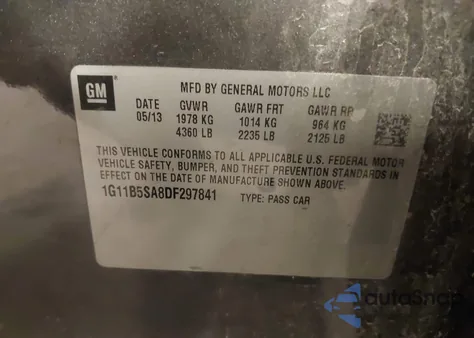 GM
MFD BY GENERAL MOTORS LLC
DATE GVWR GAWR FRT GAWR RR
05/13 1978 KG 1014 KG 964 KG
4360 LB 2235 LB 2125 LB
THIS VEHICLE CONFORMS TO ALL APPLICABLE U.S. FEDERAL MOTOR
VEHICLE SAFETY, BUMPER, AND THEFT PREVENTION STANDARDS IN
EFFECT ON THE DATE OF MANUFACTURE SHOWN ABOVE.
1G11B5SA8DF297841 TYPE: PASS CAR
autoSnap